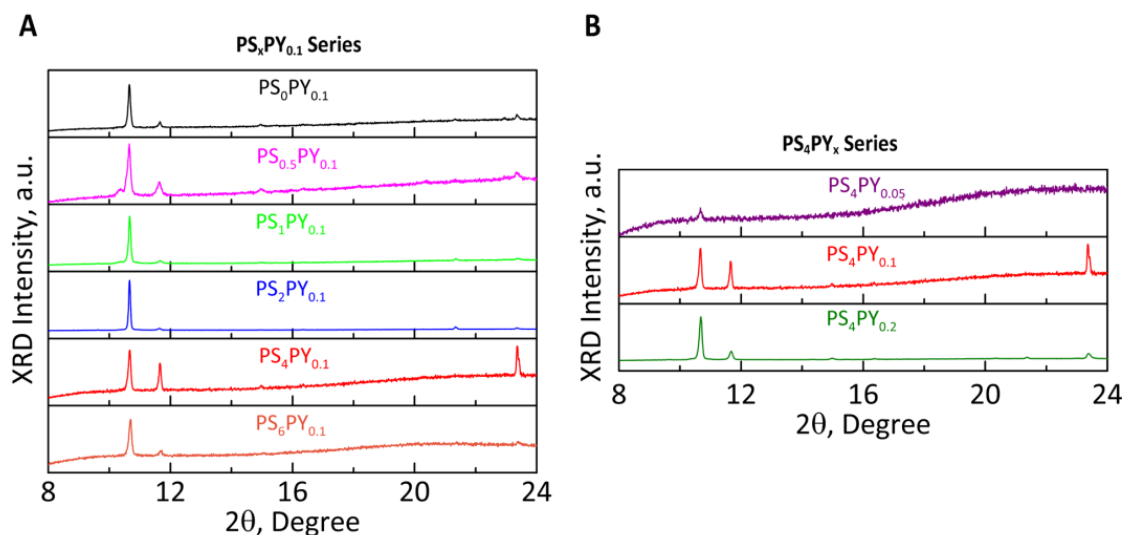 A
PSₓPY₀.₁ Series
XRD Intensity, a.u.
PS₀PY₀.₁
PS₀.₅PY₀.₁
PS₁PY₀.₁
PS₂PY₀.₁
PS₄PY₀.₁
PS₆PY₀.₁
8 12 16 20 24
2θ, Degree
B
PS₄PYₓ Series
XRD Intensity, a.u.
PS₄PY₀.₀₅
PS₄PY₀.₁
PS₄PY₀.₂
8 12 16 20 24
2θ, Degree